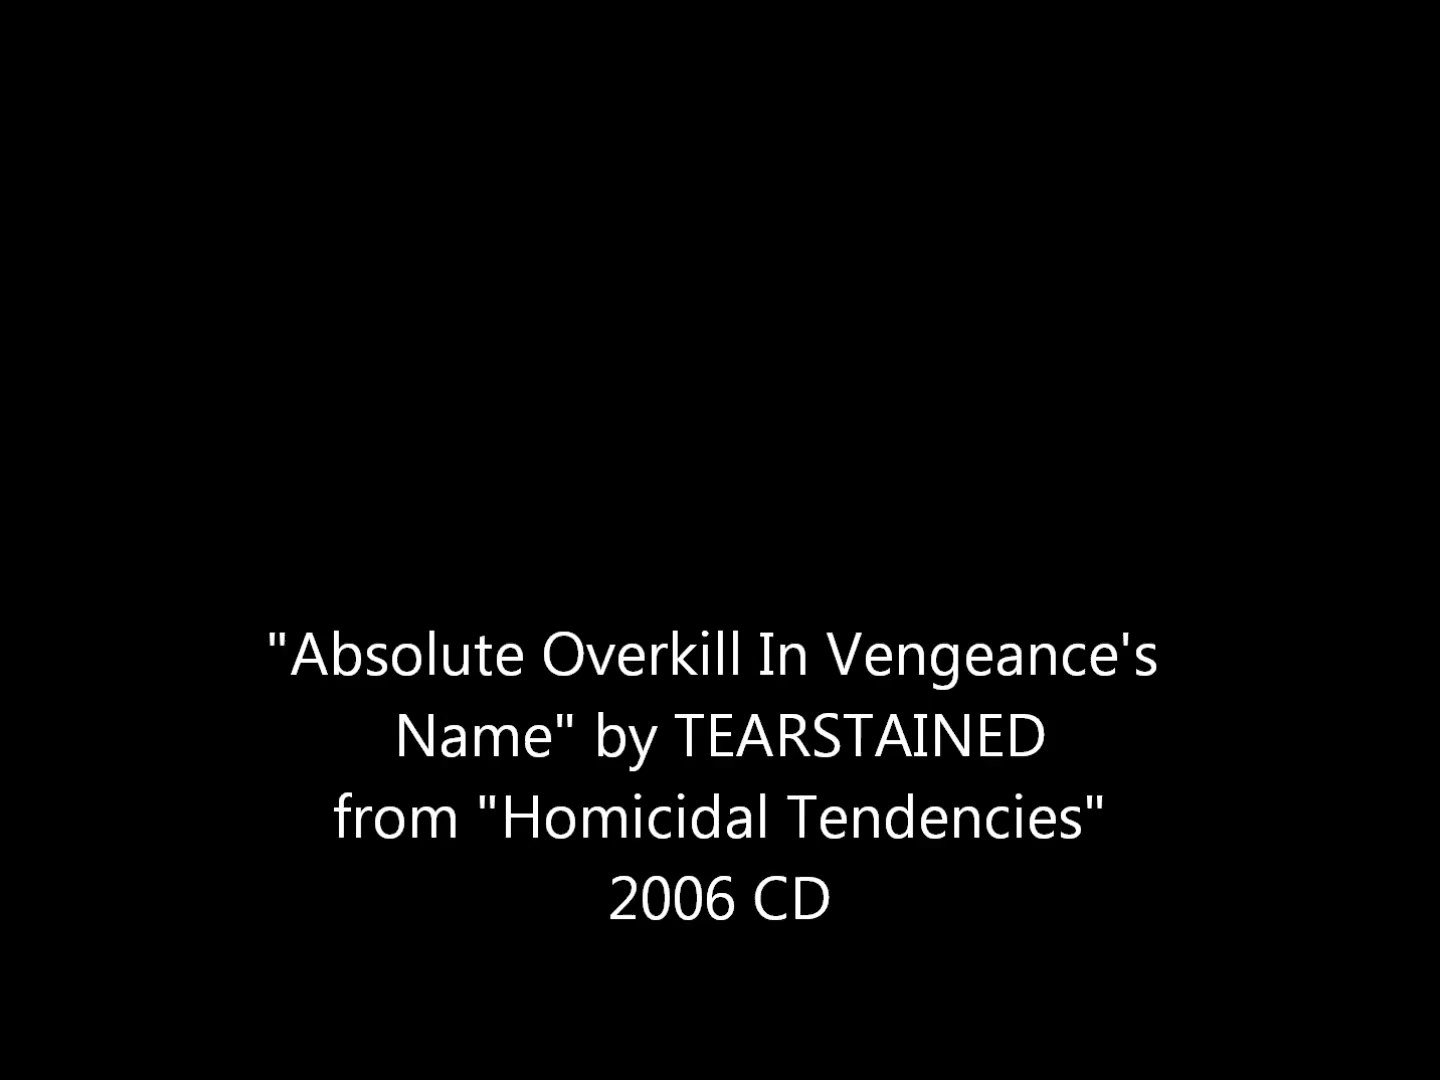 "Absolute Overkill In Vengeance's
Name" by TEARSTAINED
from "Homicidal Tendencies"
2006 CD